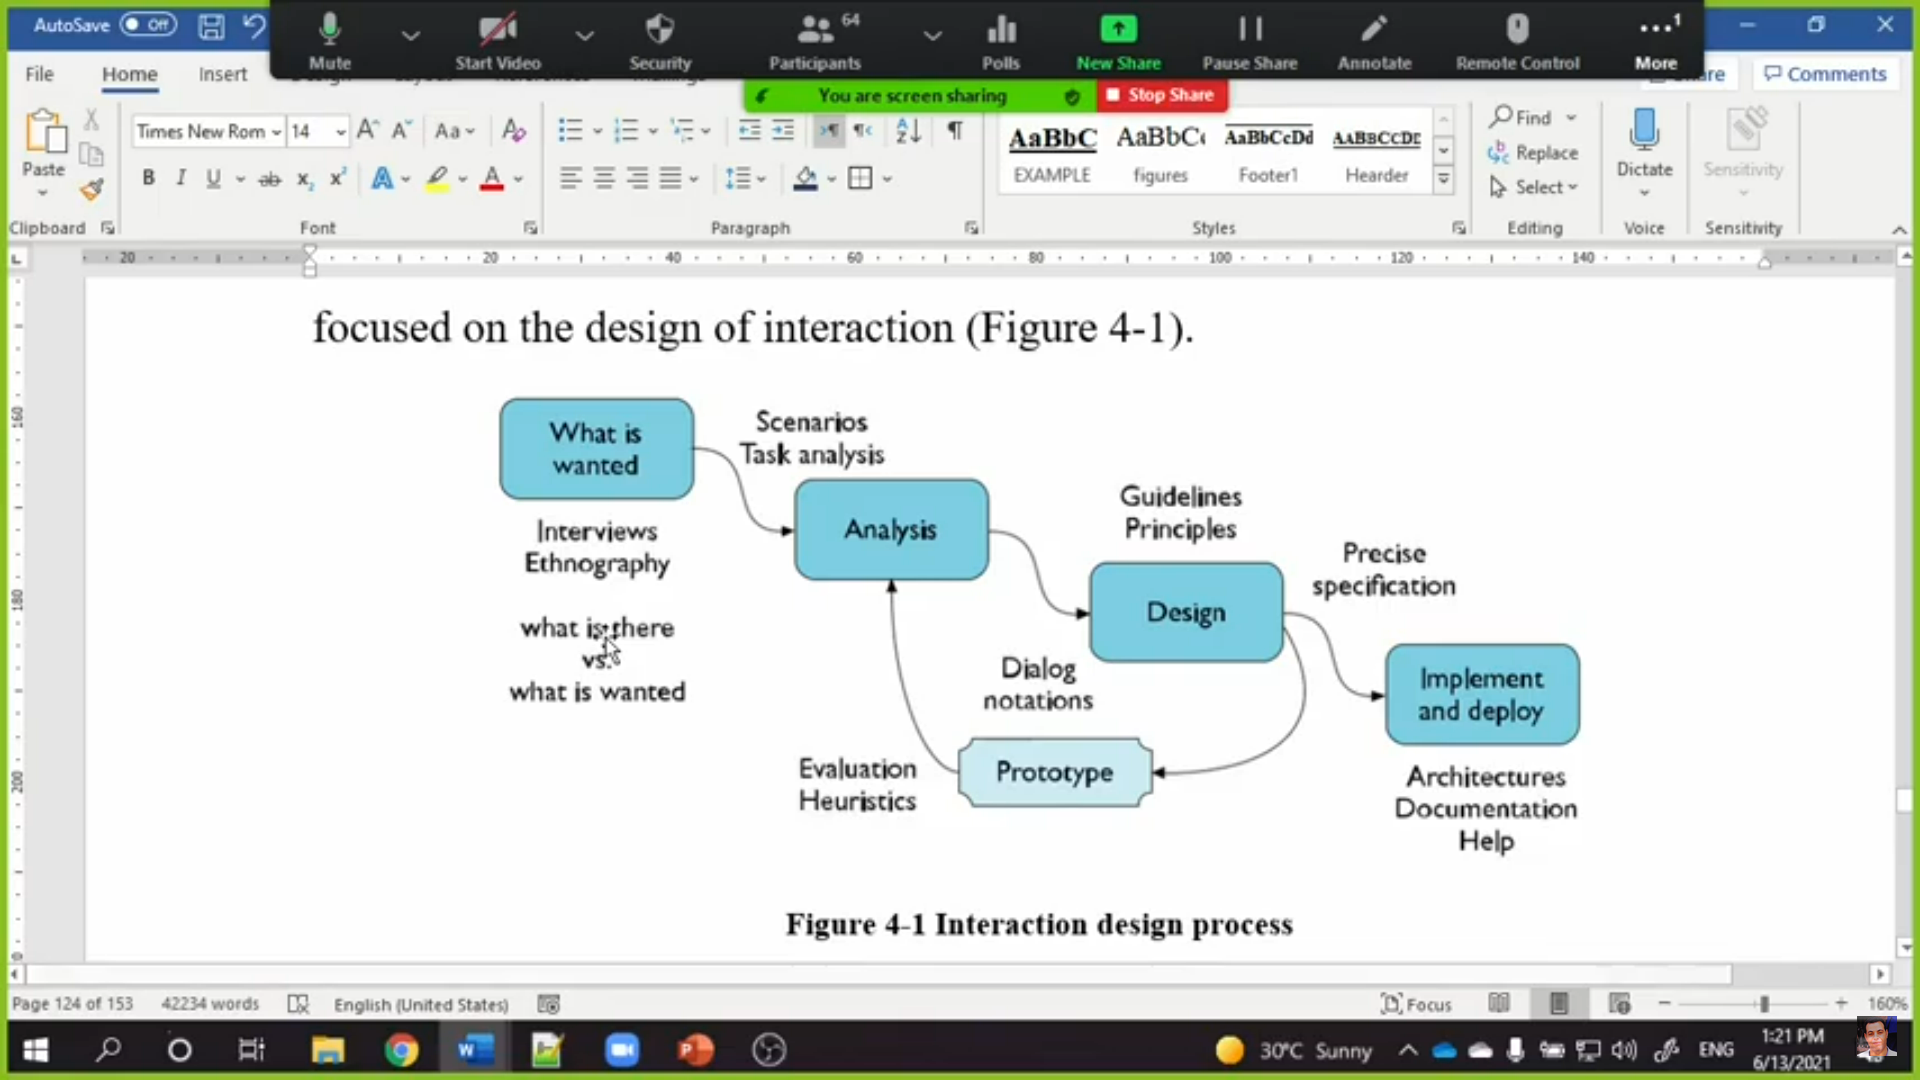 AutoSave Off
Mute
Start Video
Security
Participants
64
Polls
New Share
Pause Share
Annotate
Remote Control
More
1
You are screen sharing
Stop Share
File
Home
Insert
Comments
Paste
Clipboard
Times New Rom
14
Font
Paragraph
AaBbC
EXAMPLE
AaBbCc
figures
AaBbCcDd
Footer1
AABBCCDE
Hearder
Styles
Find
Replace
Select
Editing
Dictate
Voice
Sensitivity
Sensitivity
20
20
40
60
80
100
120
140
160
180
200
focused on the design of interaction (Figure 4-1).
What is
wanted
Scenarios
Task analysis
Interviews
Ethnography
what is there
vs.
what is wanted
Analysis
Guidelines
Principles
Design
Precise
specification
Dialog
notations
Implement
and deploy
Evaluation
Heuristics
Prototype
Architectures
Documentation
Help
Figure 4-1 Interaction design process
Page 124 of 153
42234 words
English (United States)
Focus
160%
30°C Sunny
ENG
1:21 PM
6/13/2021